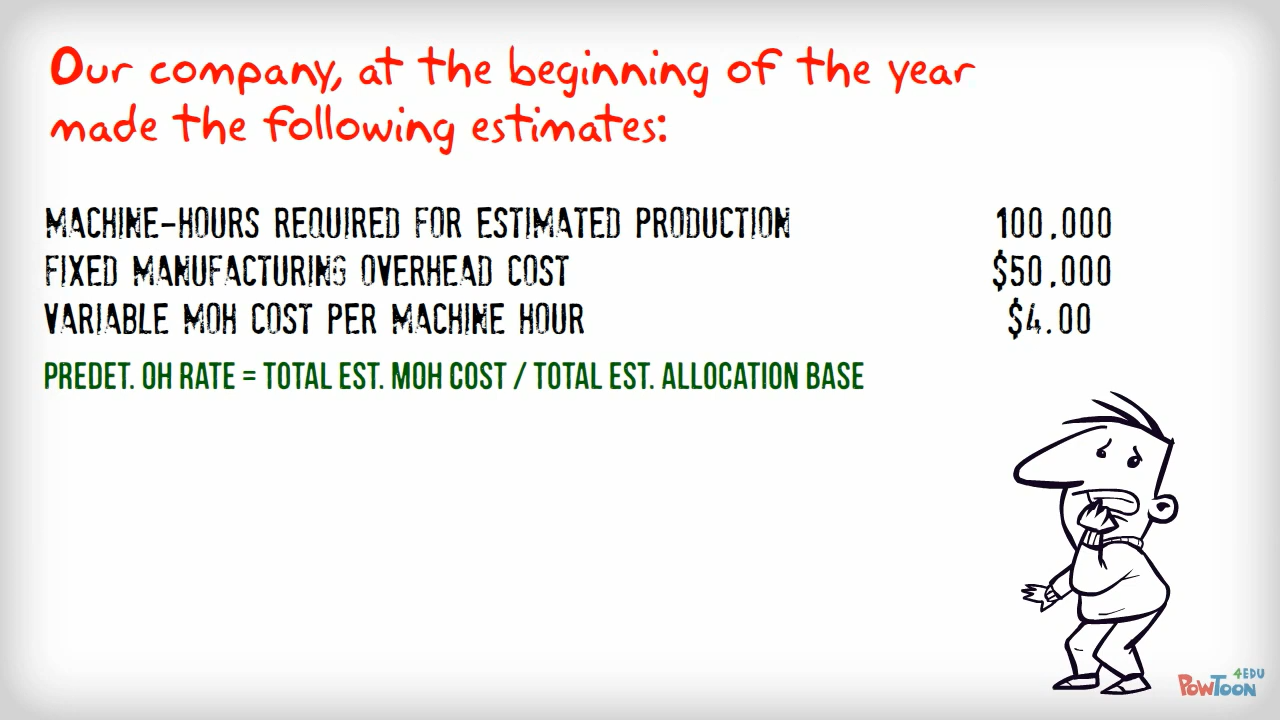 Our company, at the beginning of the year
made the following estimates:
MACHINE-HOURS REQUIRED FOR ESTIMATED PRODUCTION 100,000
FIXED MANUFACTURING OVERHEAD COST $50,000
VARIABLE MOH COST PER MACHINE HOUR $4.00
PREDET. OH RATE = TOTAL EST. MOH COST / TOTAL EST. ALLOCATION BASE
4EDU
POWTOON